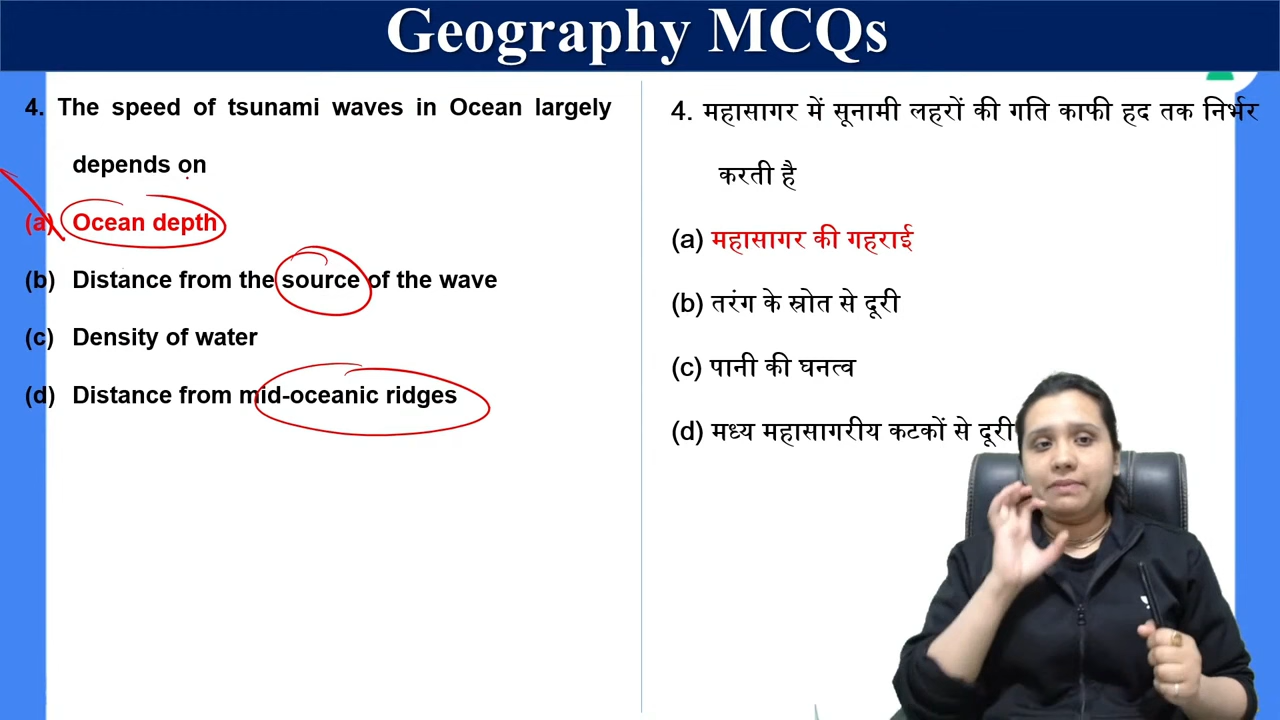 Geography MCQs
4. The speed of tsunami waves in Ocean largely
depends on
(a) Ocean depth
(b) Distance from the source of the wave
(c) Density of water
(d) Distance from mid-oceanic ridges
4. महासागर में सूनामी लहरों की गति काफी हद तक निर्भर
करती है
(a) महासागर की गहराई
(b) तरंग के स्रोत से दूरी
(c) पानी की घनत्व
(d) मध्य महासागरीय कटकों से दूरी